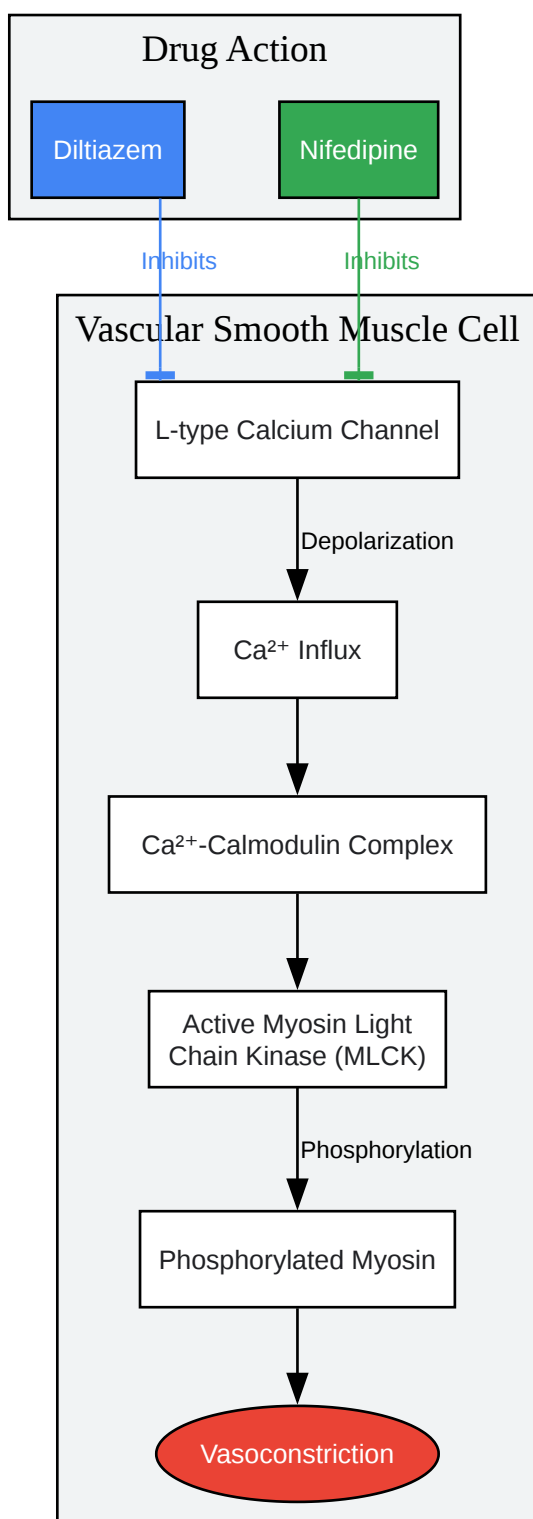 Drug Action
Diltiazem
Nifedipine
Inhibits
Inhibits
Vascular Smooth Muscle Cell
L-type Calcium Channel
Depolarization
Ca²⁺ Influx
Ca²⁺-Calmodulin Complex
Active Myosin Light
Chain Kinase (MLCK)
Phosphorylation
Phosphorylated Myosin
Vasoconstriction